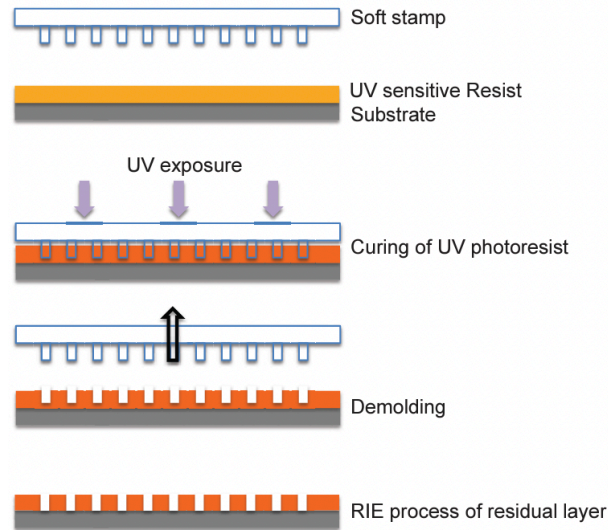 Soft stamp
UV sensitive Resist
Substrate
UV exposure
Curing of UV photoresist
Demolding
RIE process of residual layer